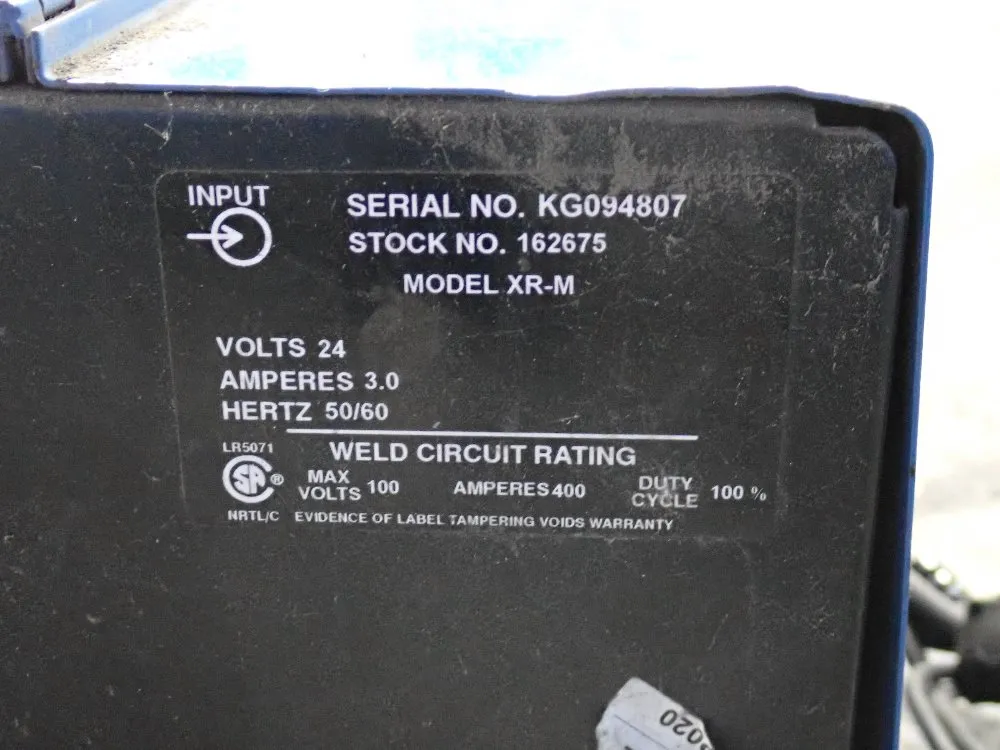 INPUT
SERIAL NO. KG094807
STOCK NO. 162675
MODEL XR-M
VOLTS 24
AMPERES 3.0
HERTZ 50/60
WELD CIRCUIT RATING
LR5071
SA ®
MAX VOLTS 100 AMPERES 400 DUTY CYCLE 100 %
NRTL/C EVIDENCE OF LABEL TAMPERING VOIDS WARRANTY